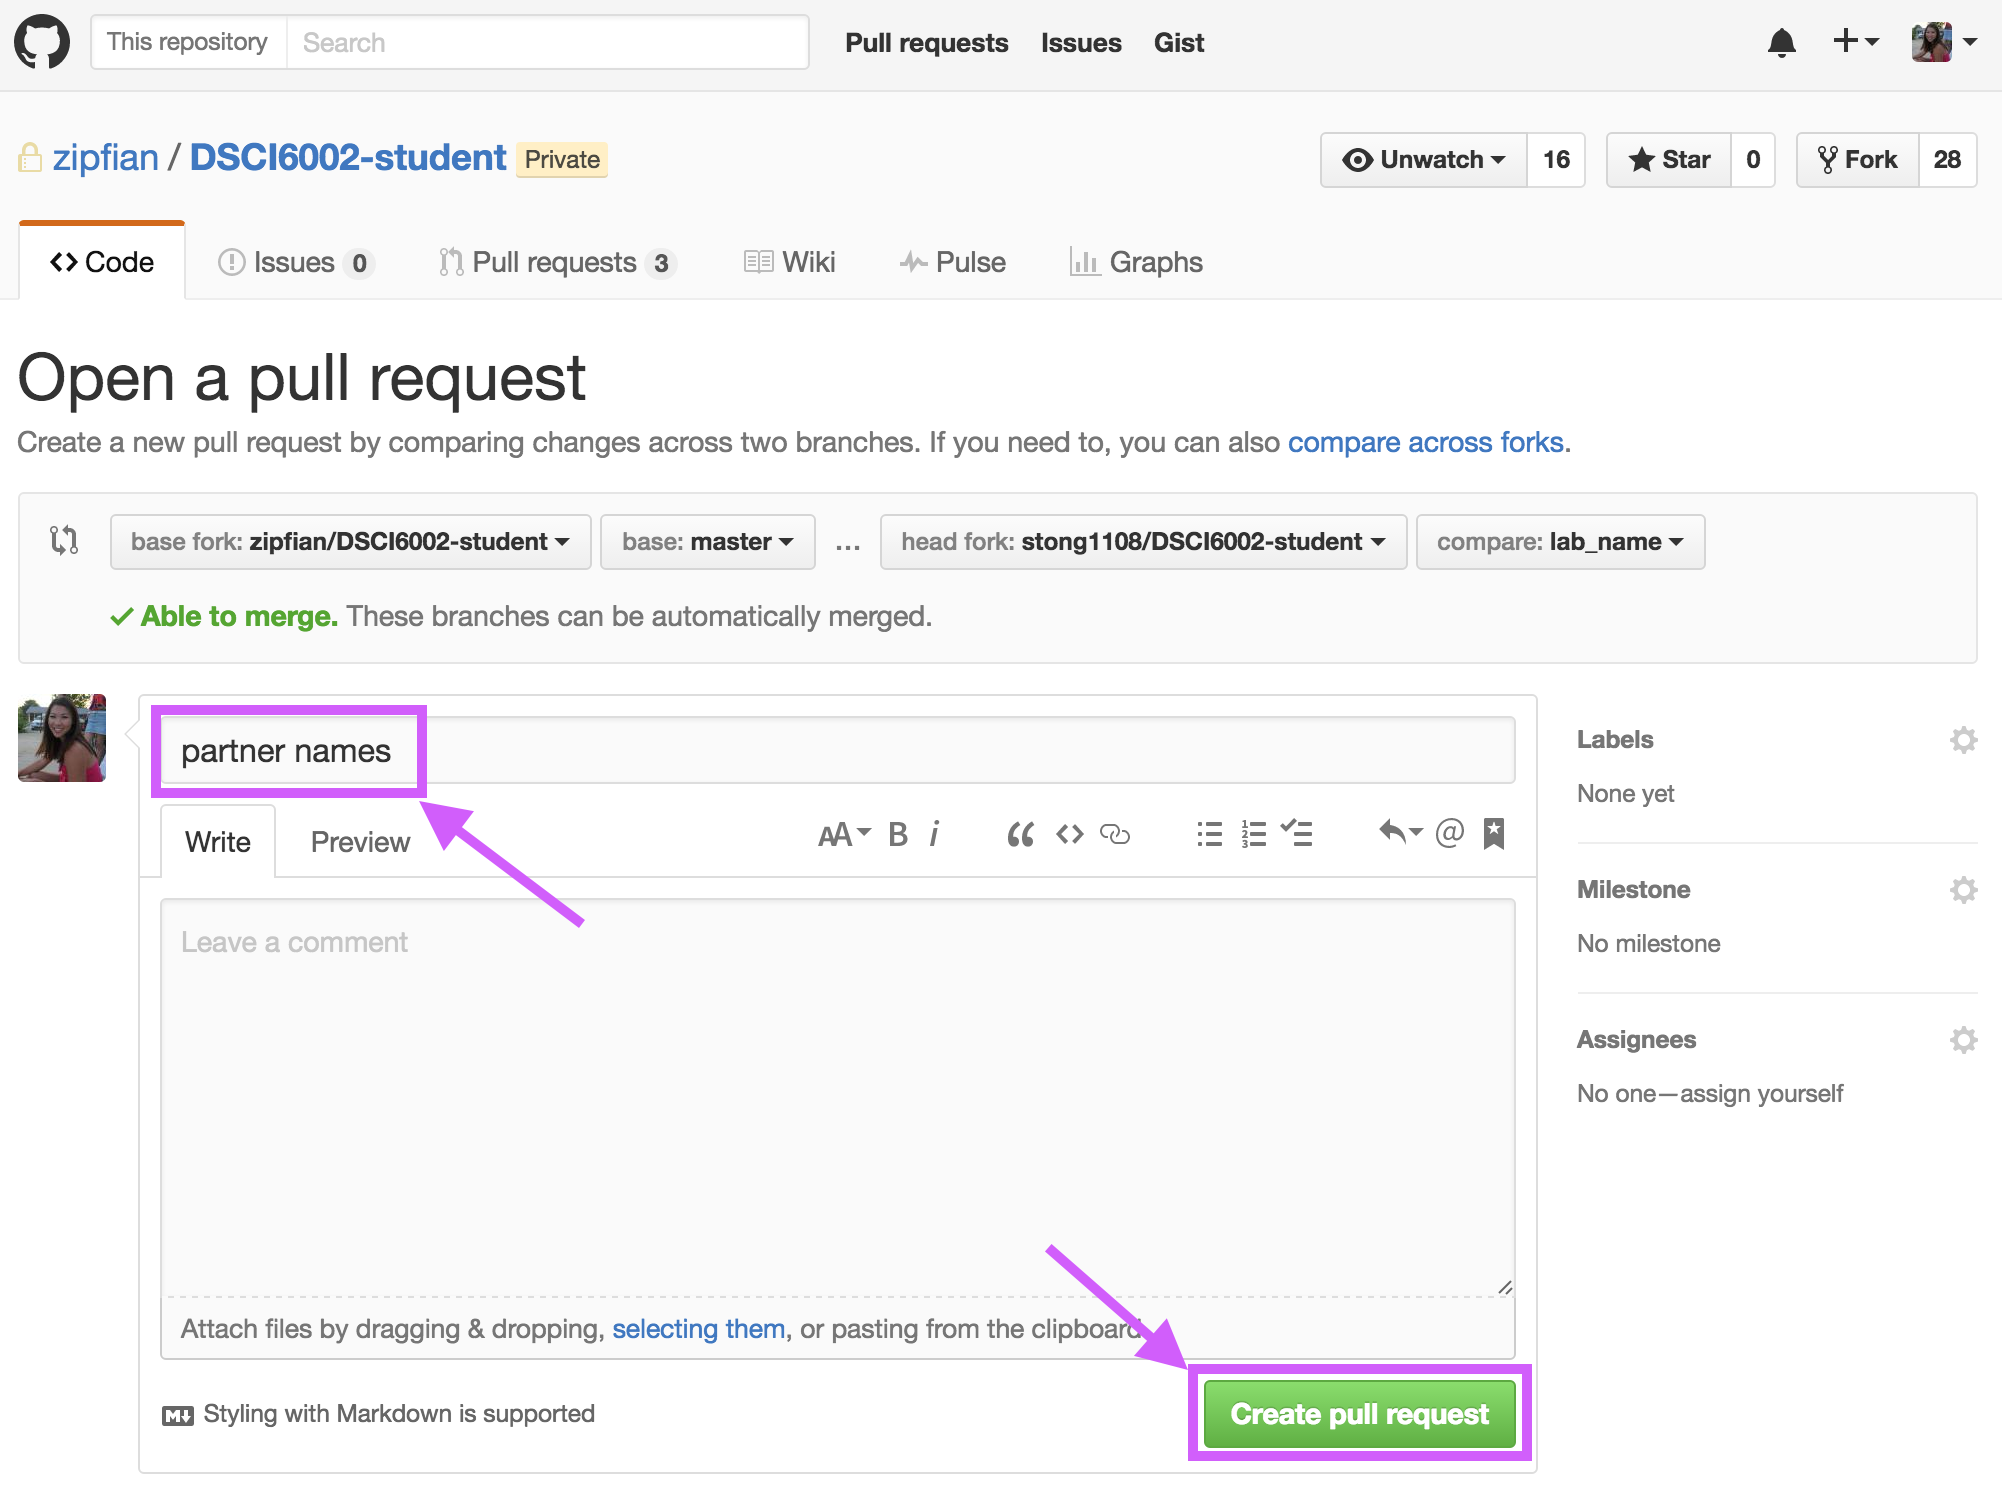 This repository Search Pull requests Issues Gist
zipfian / DSCI6002-student Private Unwatch 16 Star 0 Fork 28
Code Issues 0 Pull requests 3 Wiki Pulse Graphs
Open a pull request
Create a new pull request by comparing changes across two branches. If you need to, you can also compare across forks.
base fork: zipfian/DSCI6002-student base: master ... head fork: stong1108/DSCI6002-student compare: lab_name
Able to merge. These branches can be automatically merged.
partner names
Write Preview AA B i
Leave a comment
Attach files by dragging & dropping, selecting them, or pasting from the clipboard
Styling with Markdown is supported
Create pull request
Labels
None yet
Milestone
No milestone
Assignees
No one—assign yourself